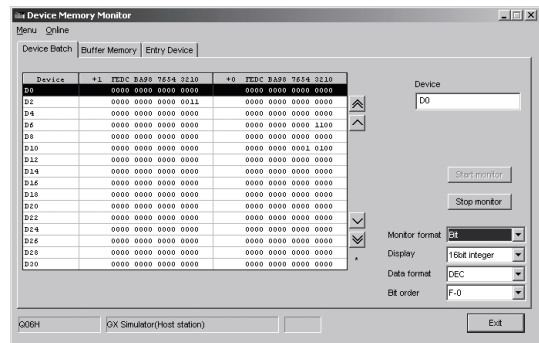 Device Memory Monitor
Menu Online
Device Batch Buffer Memory Entry Device
Device +1 FEDC BA98 7654 3210 +0 FEDC BA98 7654 3210
D0 0000 0000 0000 0000 0000 0000 0000 0000
D2 0000 0000 0000 0011 0000 0000 0000 0000
D4 0000 0000 0000 0000 0000 0000 0000 0000
D6 0000 0000 0000 0000 0000 0000 0000 1100
D8 0000 0000 0000 0000 0000 0000 0000 0000
D10 0000 0000 0000 0000 0000 0000 0001 0100
D12 0000 0000 0000 0000 0000 0000 0000 0000
D14 0000 0000 0000 0000 0000 0000 0000 0000
D16 0000 0000 0000 0000 0000 0000 0000 0000
D18 0000 0000 0000 0000 0000 0000 0000 0000
D20 0000 0000 0000 0000 0000 0000 0000 0000
D22 0000 0000 0000 0000 0000 0000 0000 0000
D24 0000 0000 0000 0000 0000 0000 0000 0000
D26 0000 0000 0000 0000 0000 0000 0000 0000
D28 0000 0000 0000 0000 0000 0000 0000 0000
D30 0000 0000 0000 0000 0000 0000 0000 0000
Device
D0
Start monitor
Stop monitor
Monitor format Bit
Display 16bit integer
Data format DEC
Bit order F-0
Q06H GX Simulator(Host station) Exit